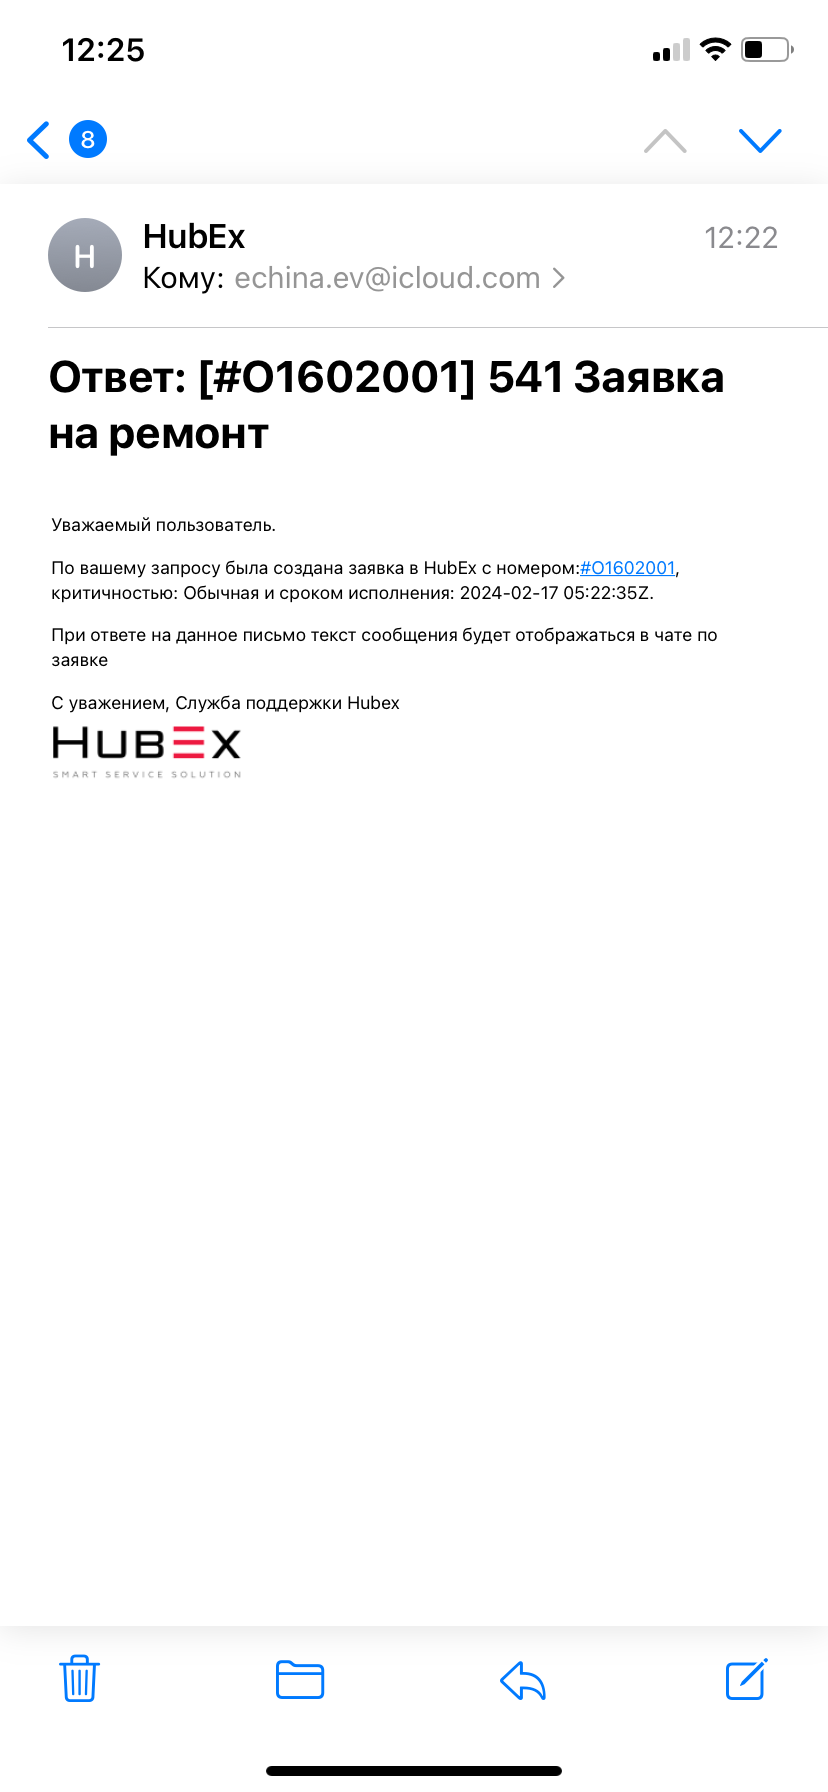 12:25
8
H
HubEx
12:22
Кому: echina.ev@icloud.com
Ответ: [#O1602001] 541 Заявка
на ремонт
Уважаемый пользователь.
По вашему запросу была создана заявка в HubEx с номером:#O1602001,
критичностью: Обычная и сроком исполнения: 2024-02-17 05:22:35Z.
При ответе на данное письмо текст сообщения будет отображаться в чате по
заявке
С уважением, Служба поддержки Hubex
HUBEX
SMART SERVICE SOLUTION